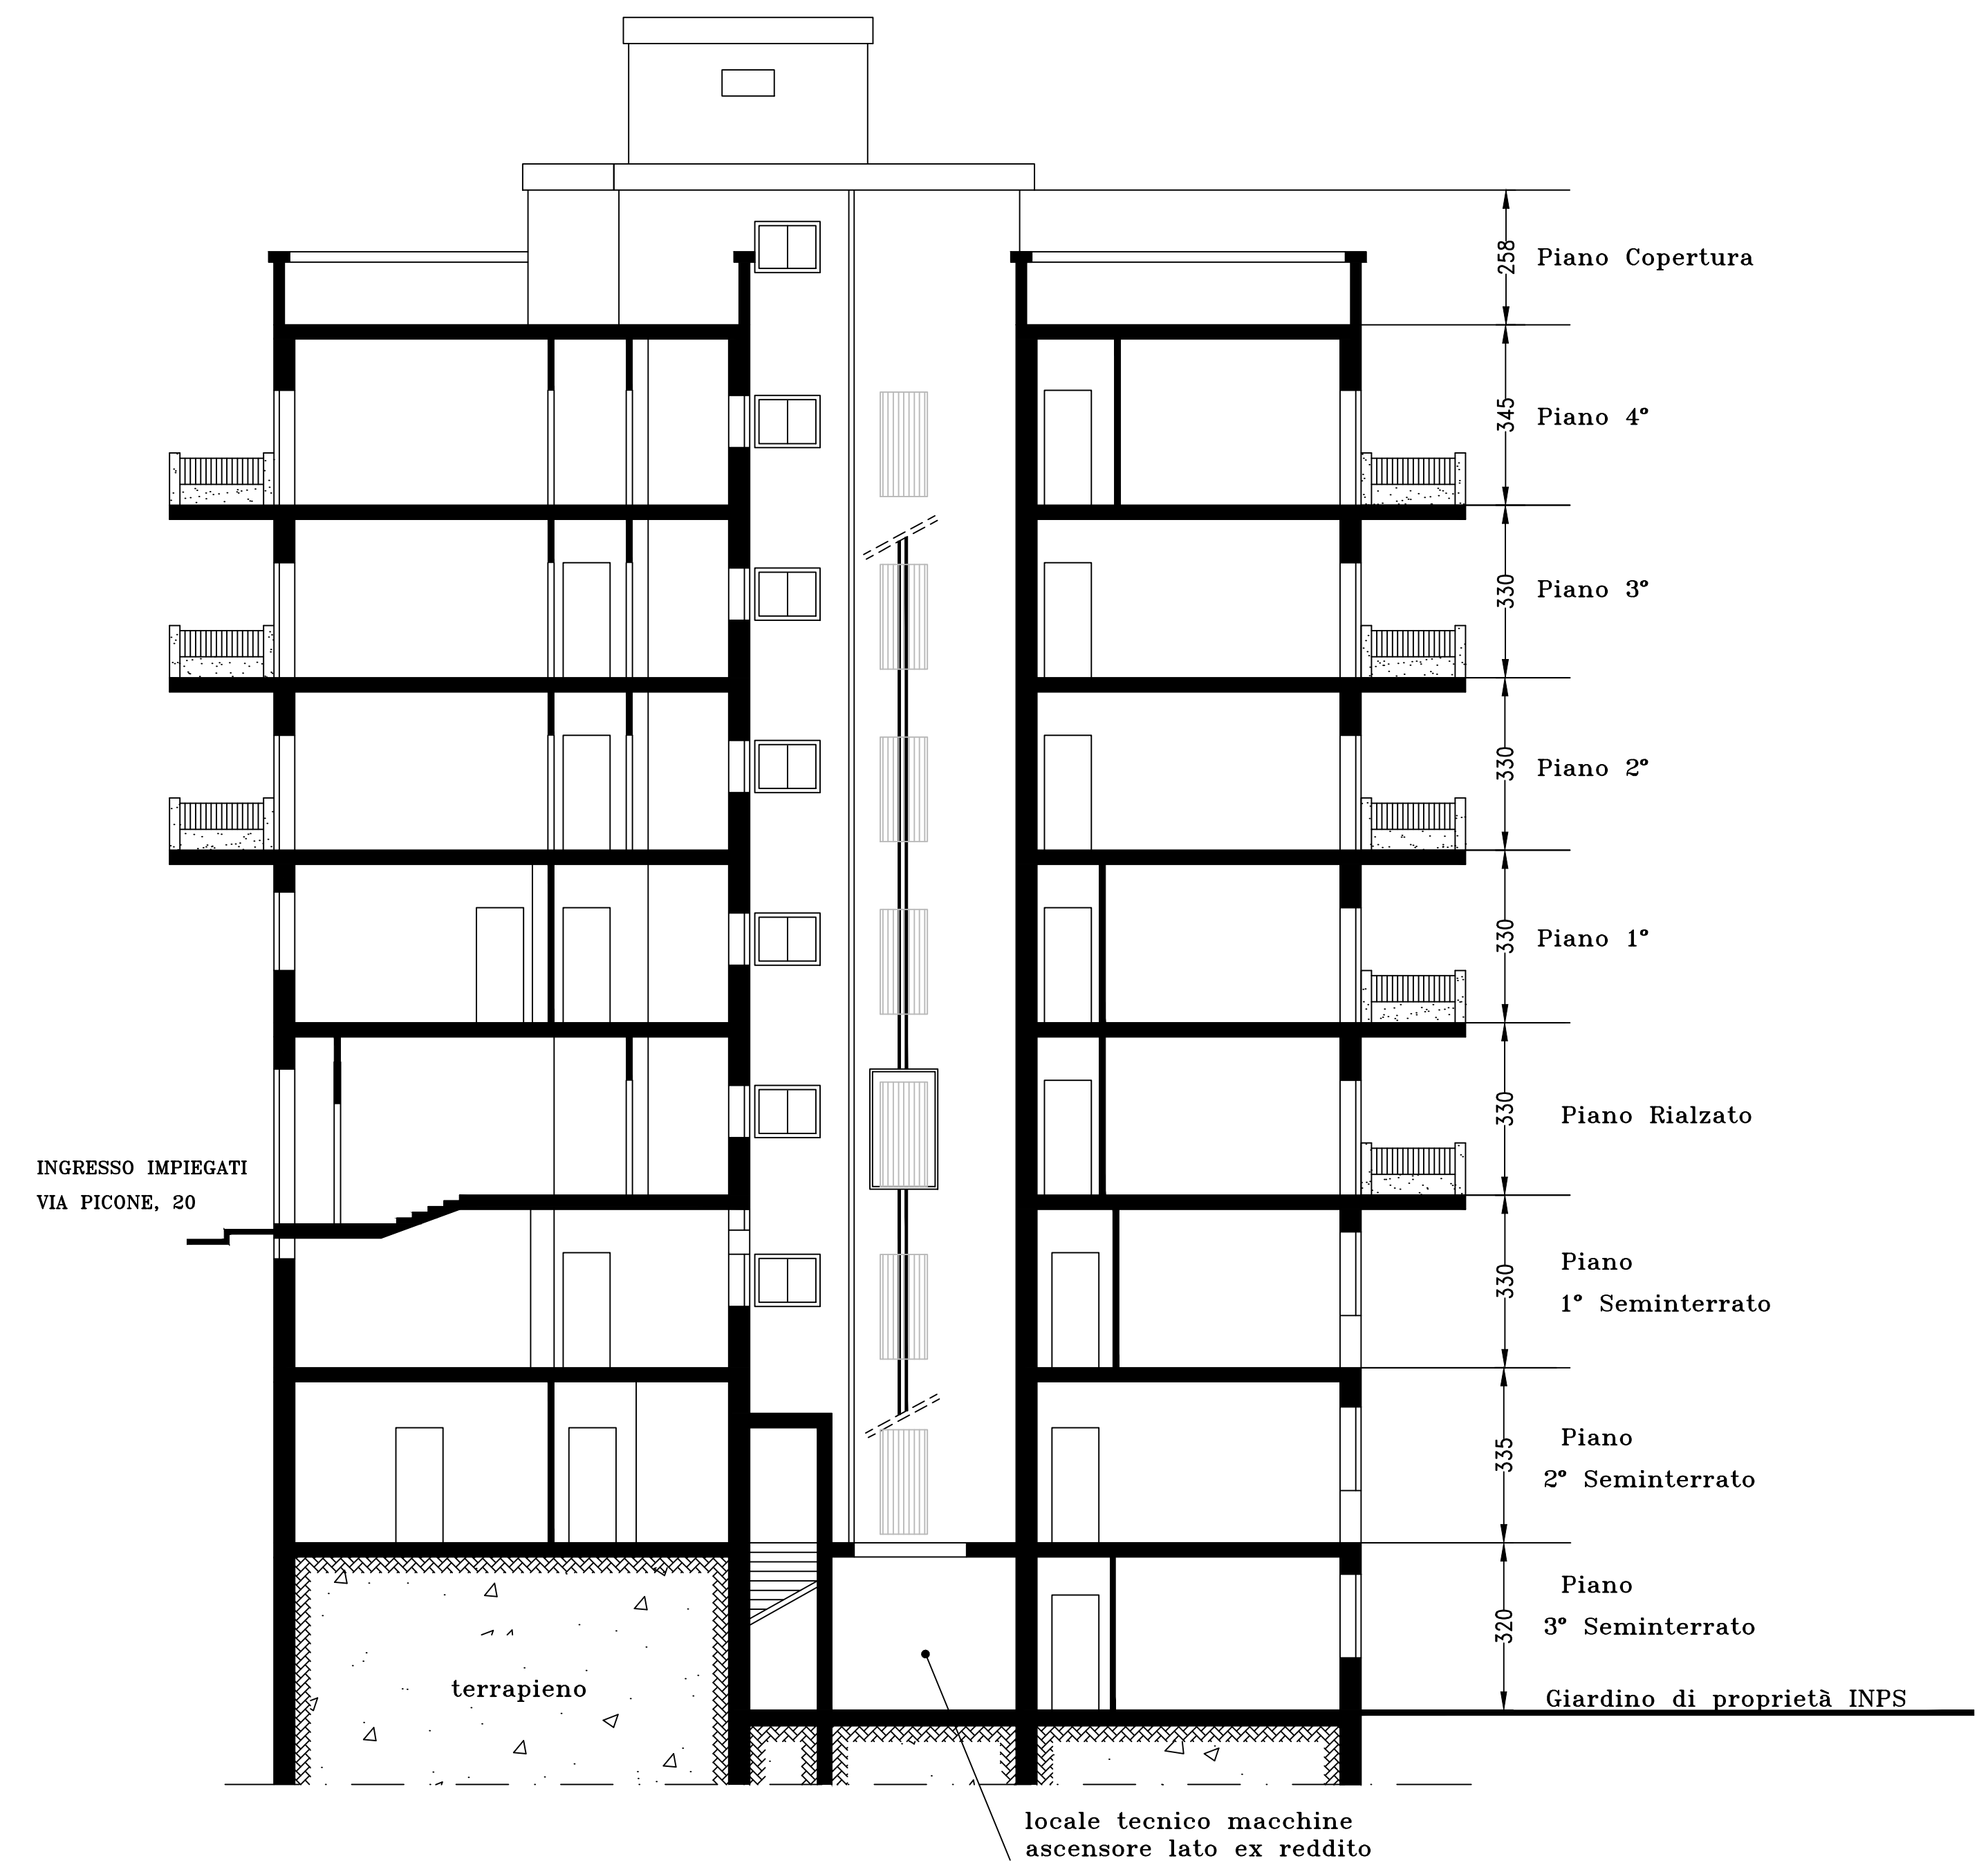 258
Piano Copertura
345
Piano 4°
330
Piano 3°
330
Piano 2°
330
Piano 1°
330
Piano Rialzato
INGRESSO IMPIEGATI
VIA PICONE, 20
330
Piano
1° Seminterrato
335
Piano
2° Seminterrato
320
Piano
3° Seminterrato
terrapieno
Giardino di proprietà INPS
locale tecnico macchine
ascensore lato ex reddito